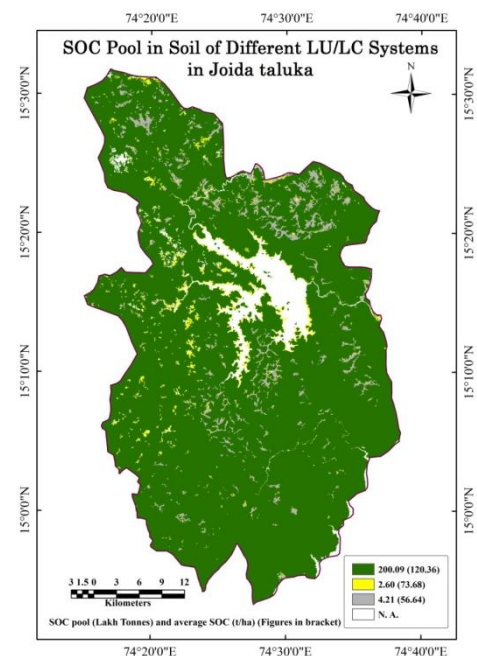 74°20'0"E 74°30'0"E 74°40'0"E
SOC Pool in Soil of Different LU/LC Systems
in Joida taluka
N
15°30'0"N 15°30'0"N
15°20'0"N 15°20'0"N
15°10'0"N 15°10'0"N
15°0'0"N 15°0'0"N
3 1.5 0 3 6 9 12
Kilometers
200.09 (120.36)
2.60 (73.68)
4.21 (56.64)
N. A.
SOC pool (Lakh Tonnes) and average SOC (t/ha) (Figures in bracket)
74°20'0"E 74°30'0"E 74°40'0"E